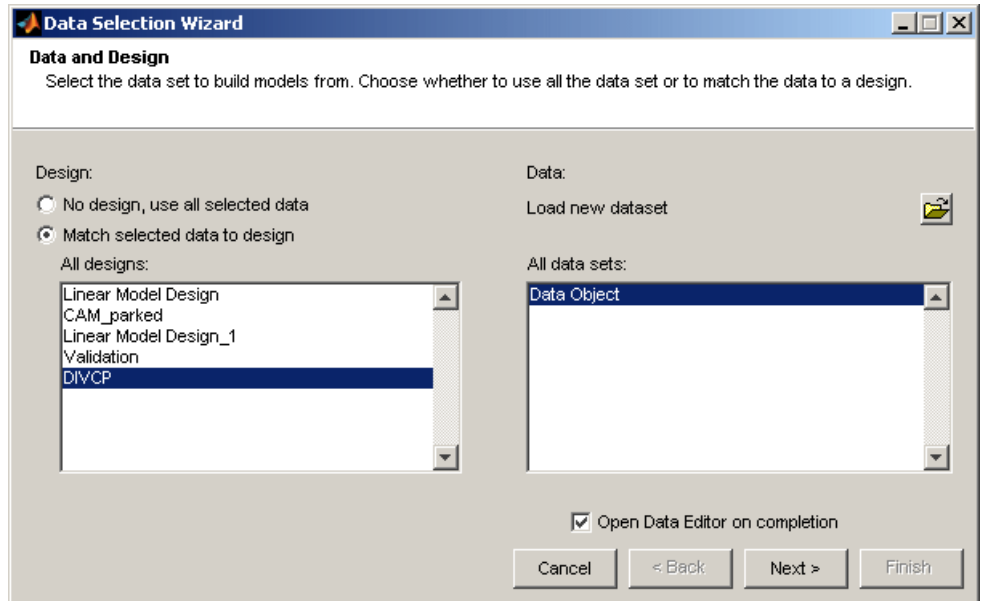 Data Selection Wizard
Data and Design
Select the data set to build models from. Choose whether to use all the data set or to match the data to a design.
Design:
No design, use all selected data
Match selected data to design
All designs:
Linear Model Design
CAM_parked
Linear Model Design_1
Validation
DIVCP
Data:
Load new dataset
All data sets:
Data Object
Open Data Editor on completion
Cancel
< Back
Next >
Finish